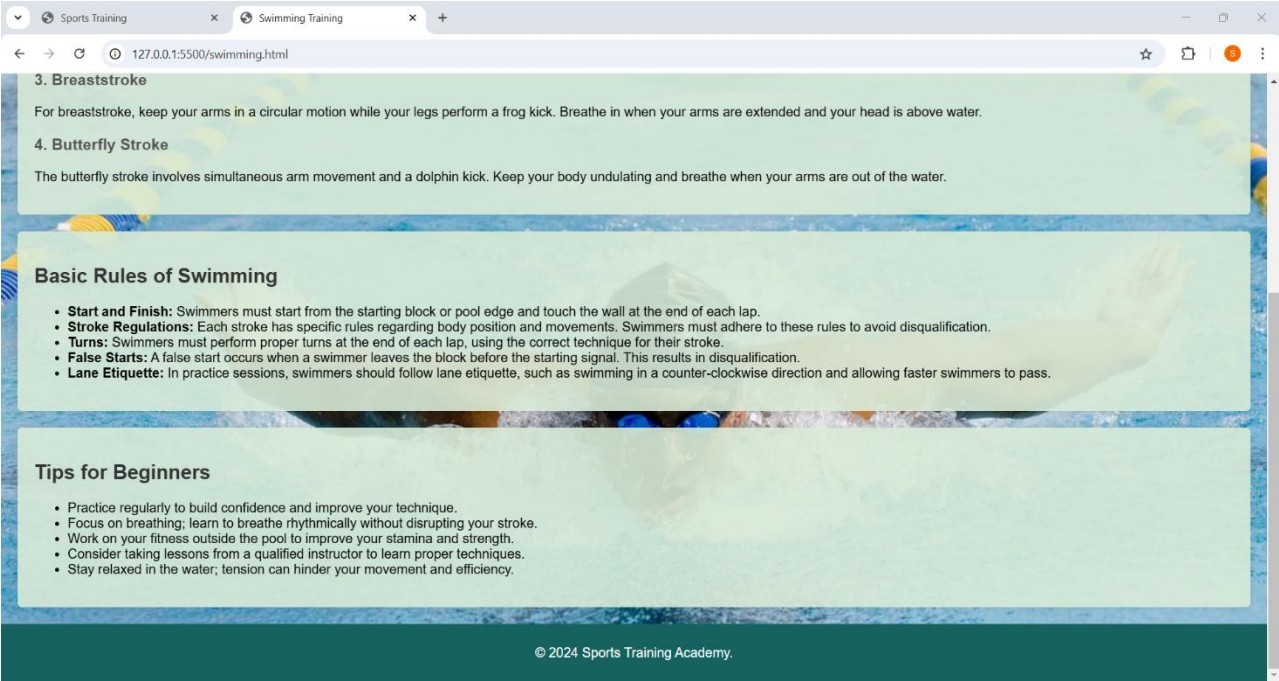 Sports Training
Swimming Training
127.0.0.1:5500/swimming.html
S
3. Breaststroke
For breaststroke, keep your arms in a circular motion while your legs perform a frog kick. Breathe in when your arms are extended and your head is above water.
4. Butterfly Stroke
The butterfly stroke involves simultaneous arm movement and a dolphin kick. Keep your body undulating and breathe when your arms are out of the water.
Basic Rules of Swimming
• Start and Finish: Swimmers must start from the starting block or pool edge and touch the wall at the end of each lap.
• Stroke Regulations: Each stroke has specific rules regarding body position and movements. Swimmers must adhere to these rules to avoid disqualification.
• Turns: Swimmers must perform proper turns at the end of each lap, using the correct technique for their stroke.
• False Starts: A false start occurs when a swimmer leaves the block before the starting signal. This results in disqualification.
• Lane Etiquette: In practice sessions, swimmers should follow lane etiquette, such as swimming in a counter-clockwise direction and allowing faster swimmers to pass.
Tips for Beginners
• Practice regularly to build confidence and improve your technique.
• Focus on breathing; learn to breathe rhythmically without disrupting your stroke.
• Work on your fitness outside the pool to improve your stamina and strength.
• Consider taking lessons from a qualified instructor to learn proper techniques.
• Stay relaxed in the water; tension can hinder your movement and efficiency.
© 2024 Sports Training Academy.